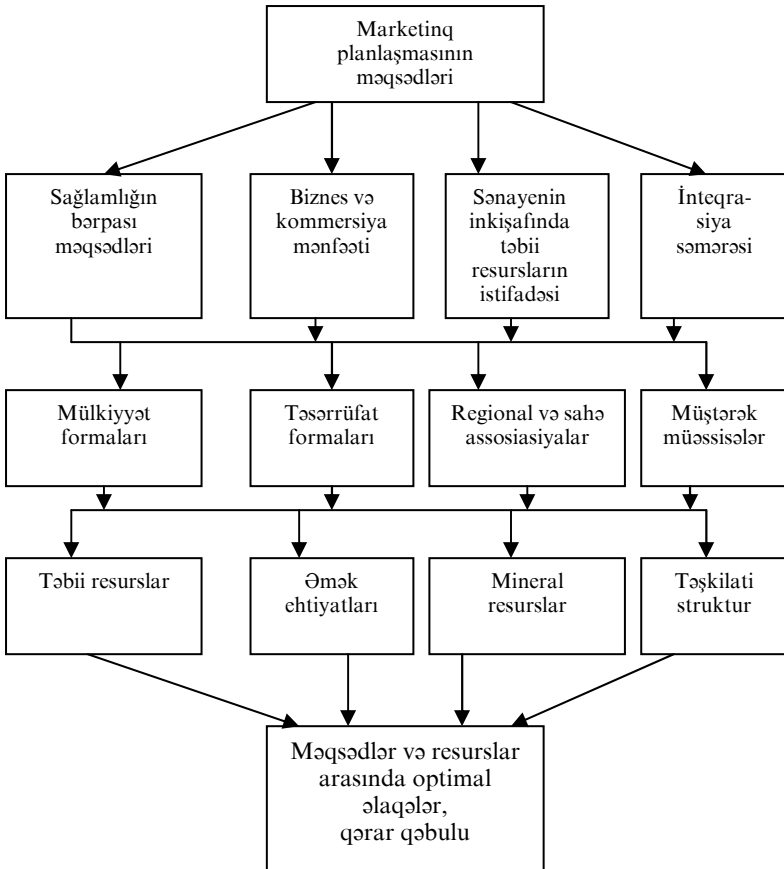 Marketinq
planlaşmasının
məqsədləri
Sağlamlığın
bərpası
məqsədləri
Biznes və
kommersiya
mənfəəti
Sənayenin
inkişafında
təbii
resursların
istifadəsi
İnteqra-
siya
səmərəsi
Mülkiyyət
formaları
Təsərrüfat
formaları
Regional və sahə
assosiasiyalar
Müştərək
müəssisələr
Təbii resurslar
Əmək
ehtiyatları
Mineral
resurslar
Təşkilati
struktur
Məqsədlər və resurslar
arasında optimal
əlaqələr,
qərar qəbulu